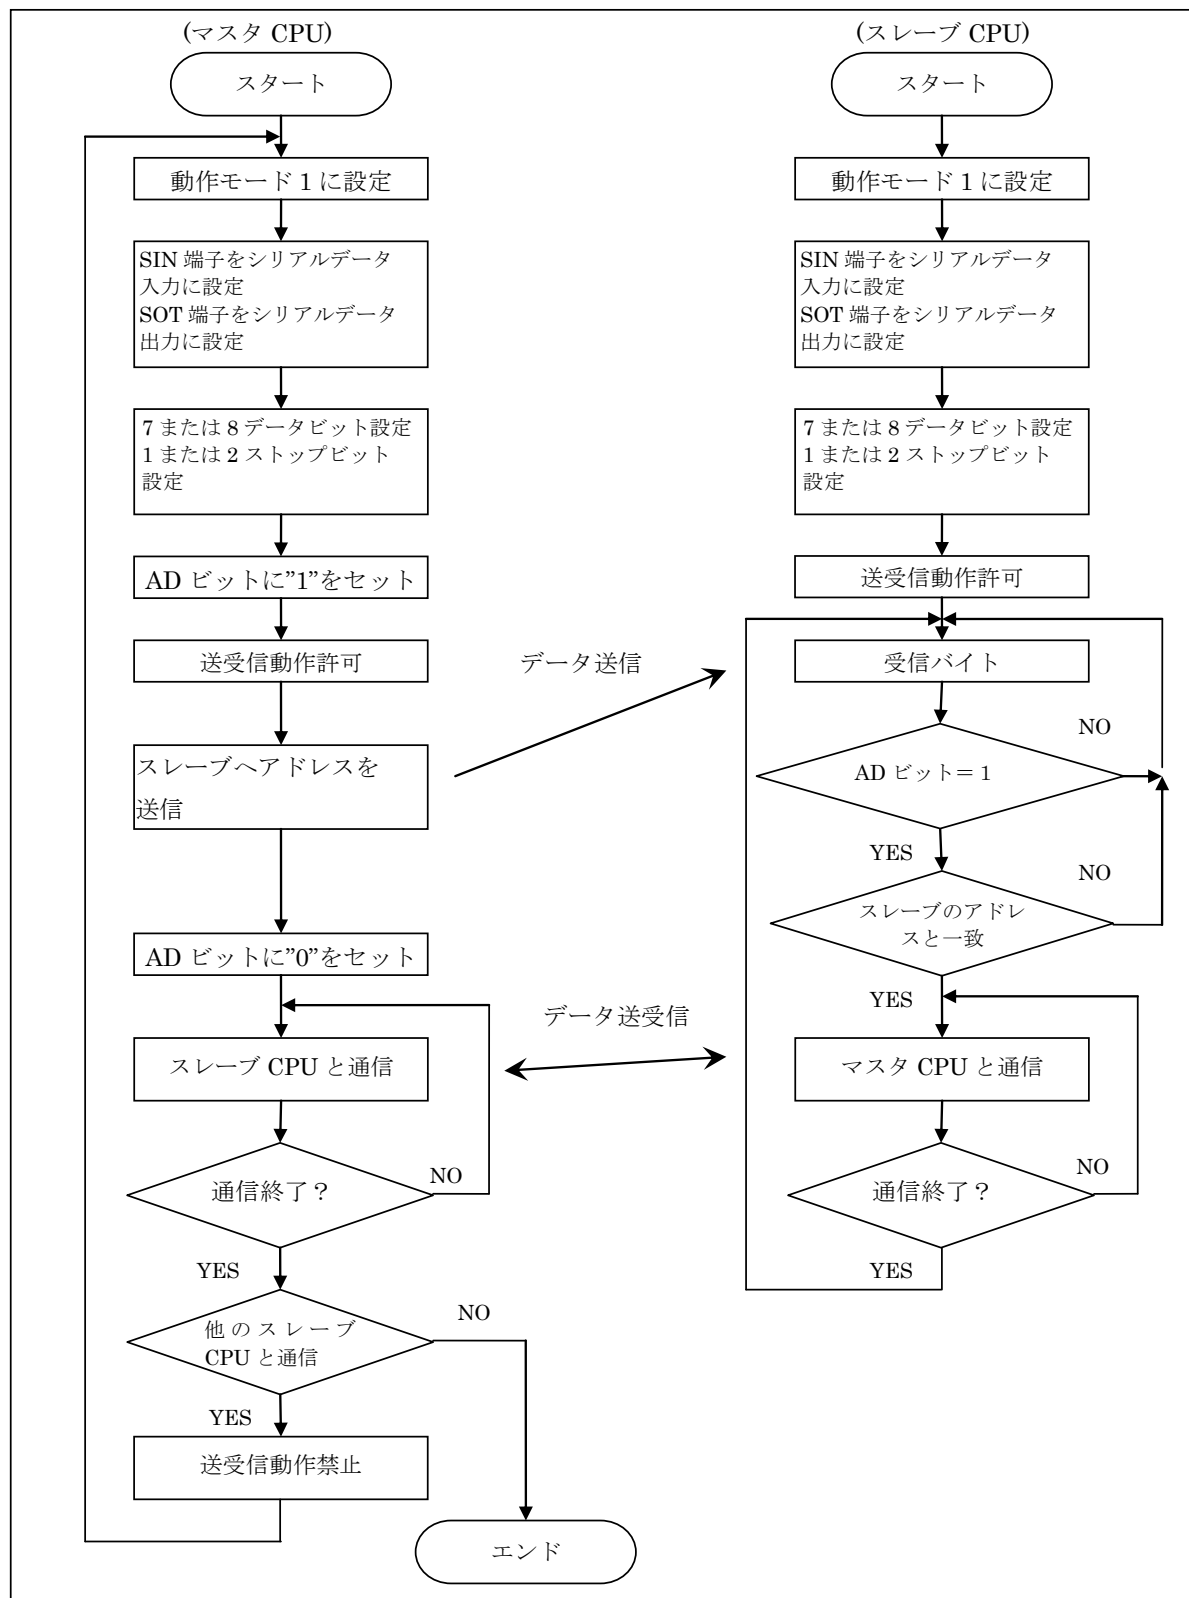 (マスタ CPU)
スタート
動作モード 1 に設定
SIN 端子をシリアルデータ
入力に設定
SOT 端子をシリアルデータ
出力に設定
7 または 8 データビット設定
1 または 2 ストップビット
設定
AD ビットに”1”をセット
送受信動作許可
スレーブへアドレスを
送信
AD ビットに”0”をセット
スレーブ CPU と通信
通信終了？
NO
YES
他のスレーブ
CPU と通信
NO
YES
送受信動作禁止
エンド
データ送信
データ送受信
(スレーブ CPU)
スタート
動作モード 1 に設定
SIN 端子をシリアルデータ
入力に設定
SOT 端子をシリアルデータ
出力に設定
7 または 8 データビット設定
1 または 2 ストップビット
設定
送受信動作許可
受信バイト
NO
AD ビット＝ 1
YES
NO
スレーブのアドレ
スと一致
YES
マスタ CPU と通信
通信終了？
NO
YES